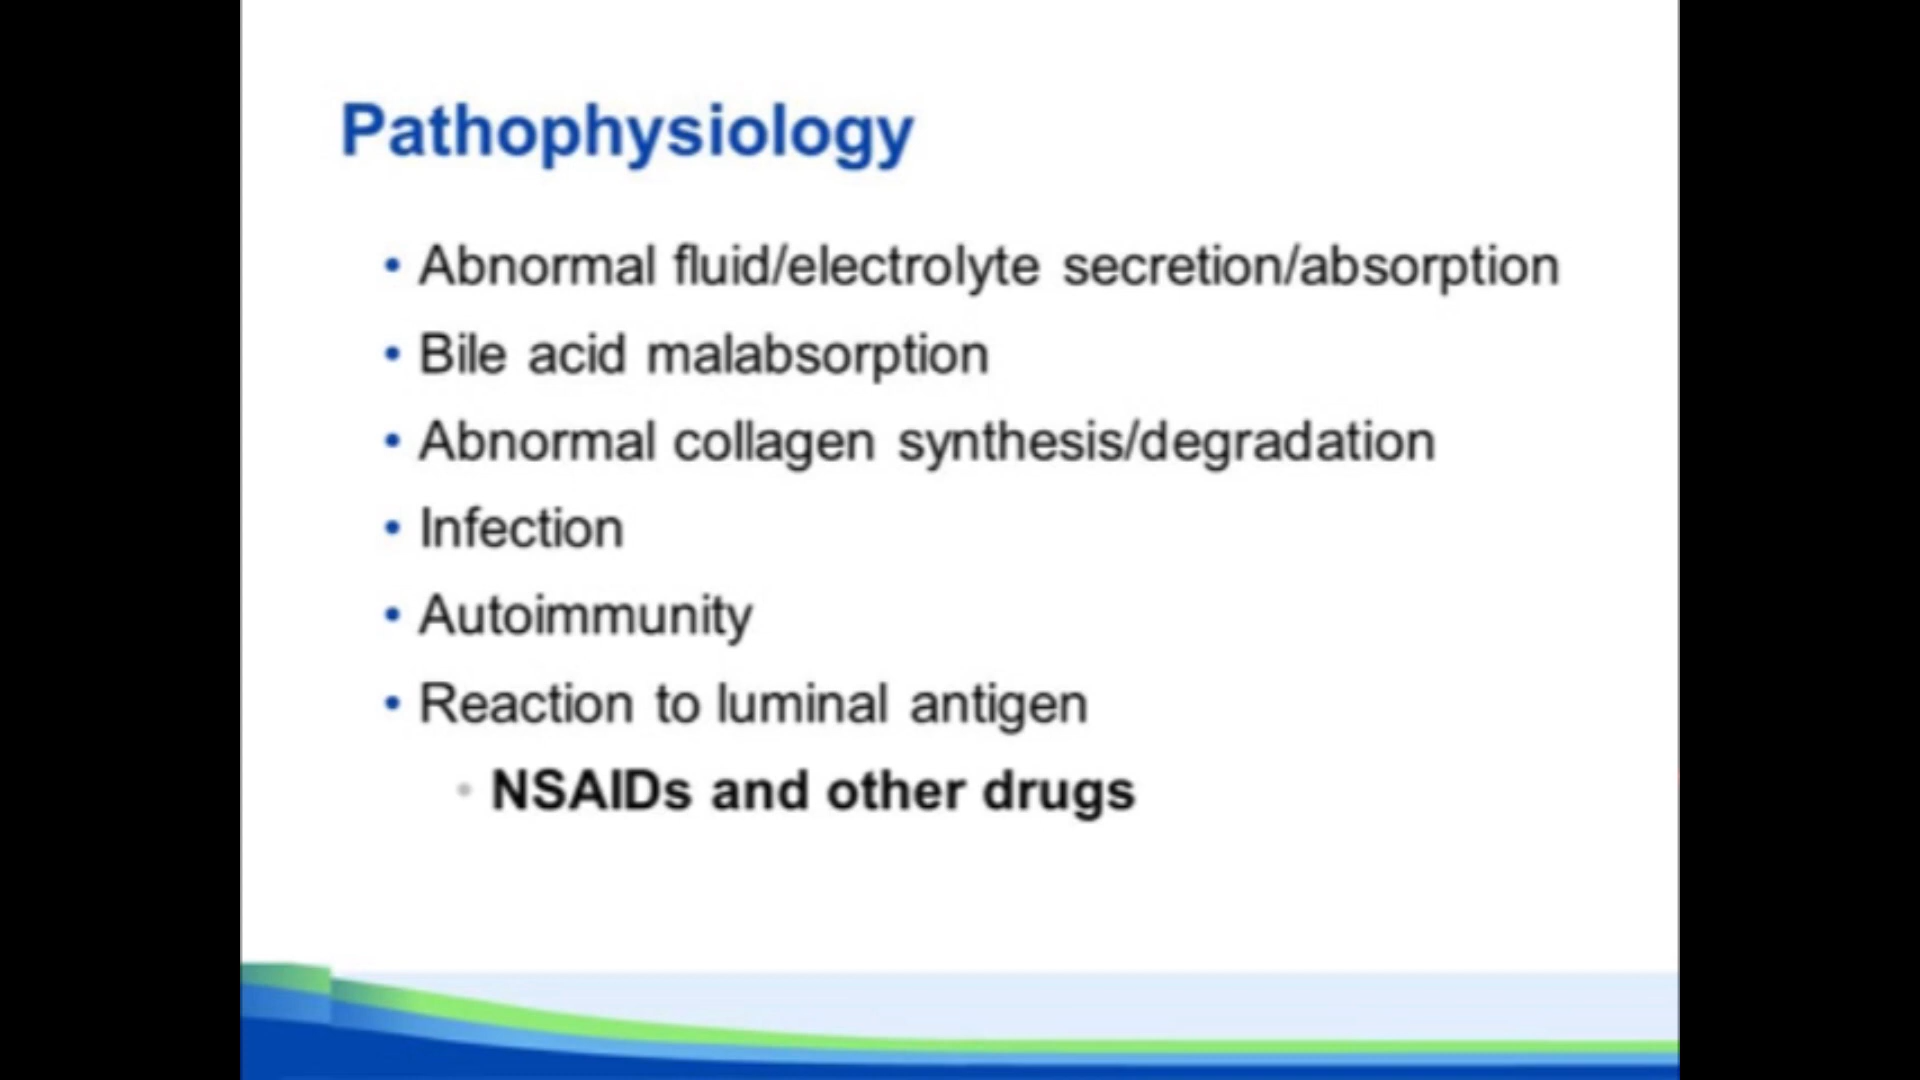 Pathophysiology
• Abnormal fluid/electrolyte secretion/absorption
• Bile acid malabsorption
• Abnormal collagen synthesis/degradation
• Infection
• Autoimmunity
• Reaction to luminal antigen
• NSAIDs and other drugs